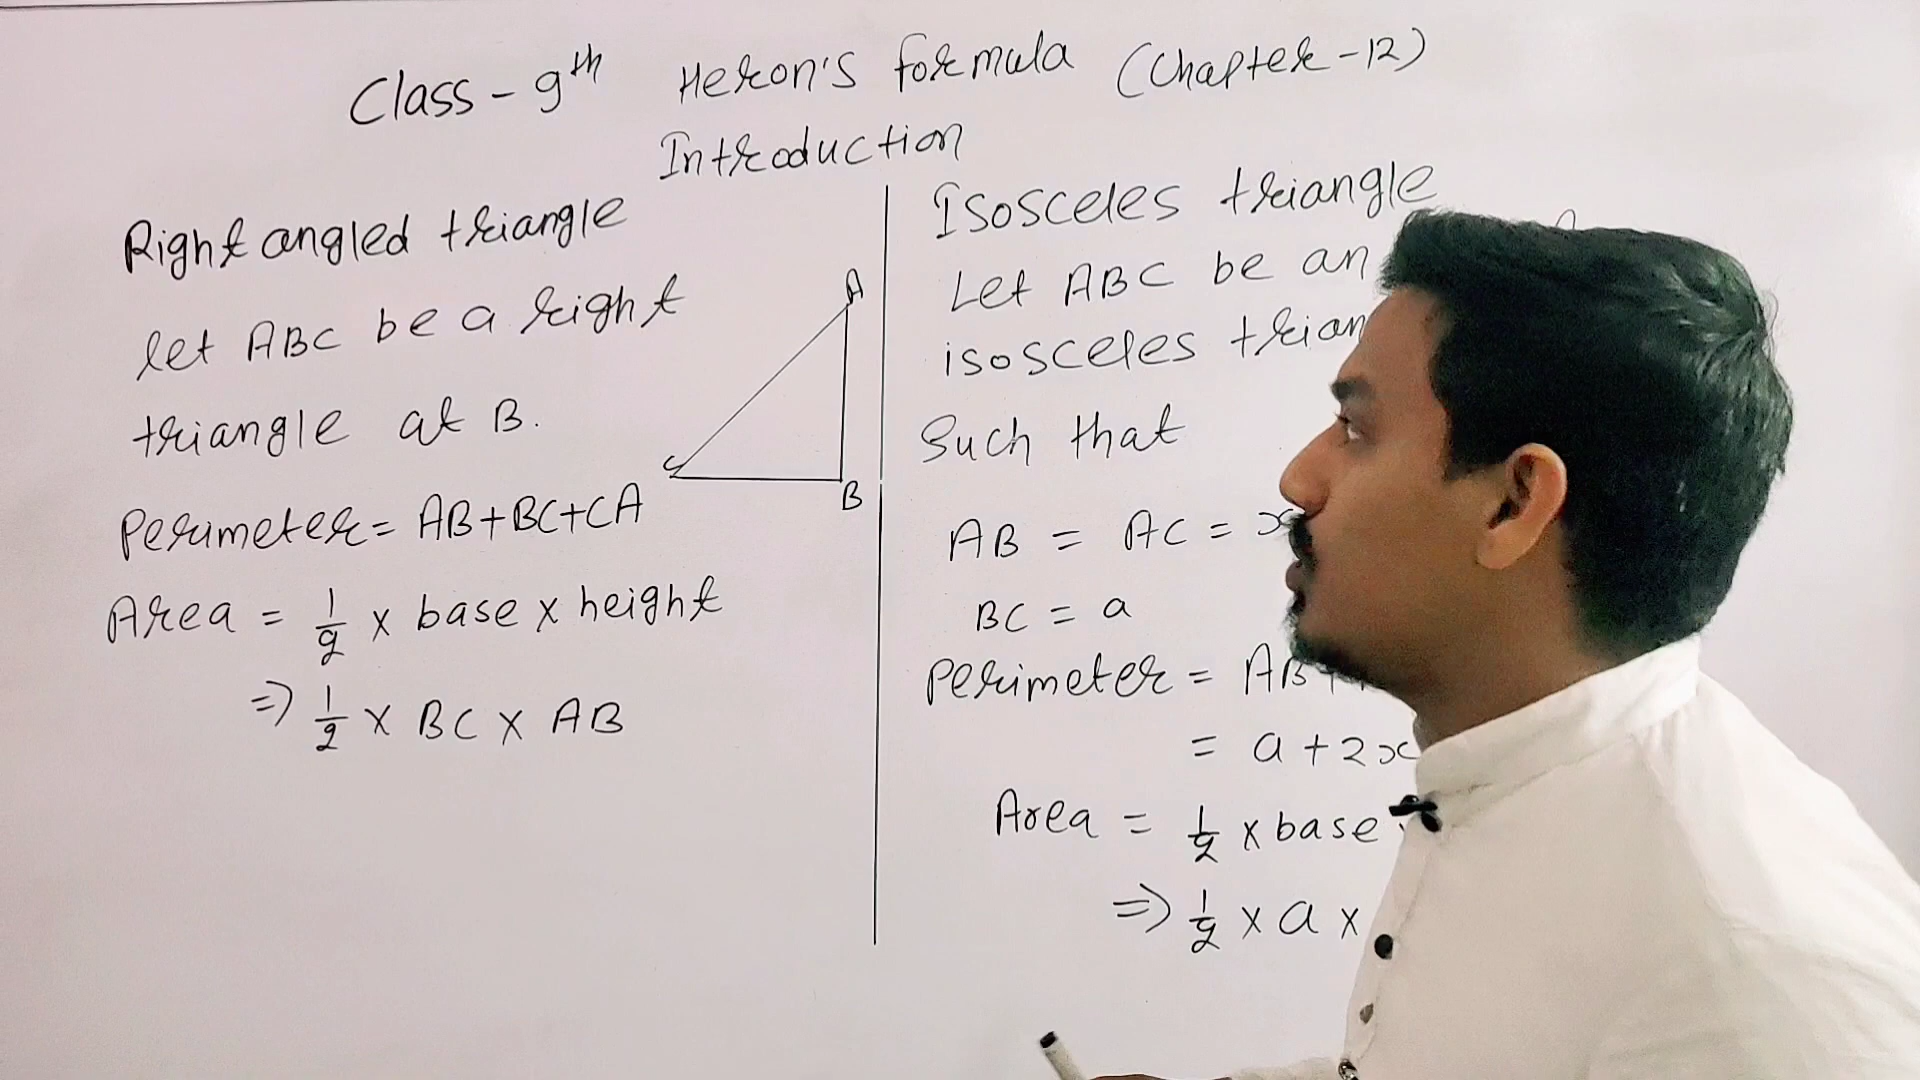 Class - 9th Heron's formula (Chapter-12)
Introduction
Right angled triangle
let ABC be a right
triangle at B.
Perimeter = AB+BC+CA
Area = 1/2 x base x height
=> 1/2 x BC x AB
A
C
B
Isosceles triangle
Let ABC be an
isosceles
Such that
AB = AC = x
BC = a
Perimeter = AB+
= a + 2x
Area = 1/2 x base
=> 1/2 x a x